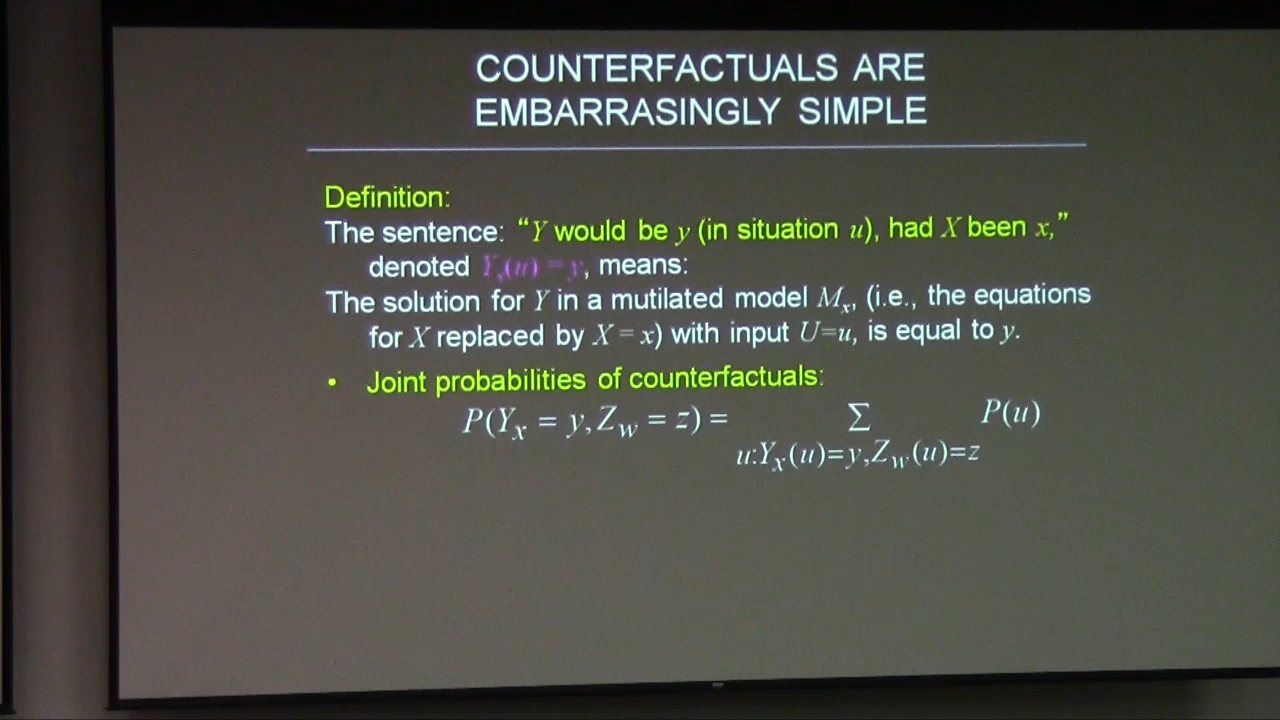 COUNTERFACTUALS ARE
EMBARRASINGLY SIMPLE
Definition:
The sentence: “Y would be y (in situation u), had X been x,”
denoted Yₓ(u) = y, means:
The solution for Y in a mutilated model Mₓ, (i.e., the equations
for X replaced by X = x) with input U=u, is equal to y.
• Joint probabilities of counterfactuals:
P(Yₓ = y, Z_w = z) = Σ P(u)
u:Yₓ(u)=y,Z_w(u)=z